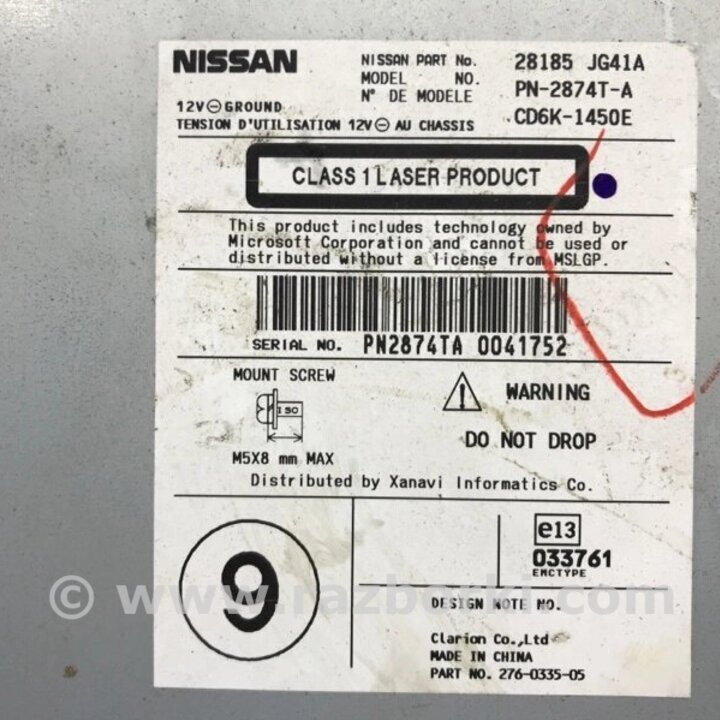 NISSAN
NISSAN PART No. 28185 JG41A
MODEL NO. PN-2874T-A
N° DE MODELE CD6K-1450E
12V⊖GROUND
TENSION D'UTILISATION 12V⊖ AU CHASSIS
CLASS 1 LASER PRODUCT
This product includes technology owned by
Microsoft Corporation and cannot be used or
distributed without a license from MSLGP.
SERIAL NO. PN2874TA 0041752
MOUNT SCREW
ISO
M5X8 mm MAX
WARNING
DO NOT DROP
Distributed by Xanavi Informatics Co.
9
e13
033761
EMCTYPE
© www.razborki.com
DESIGN NOTE NO.
Clarion Co.,Ltd
MADE IN CHINA
PART NO. 276-0335-05